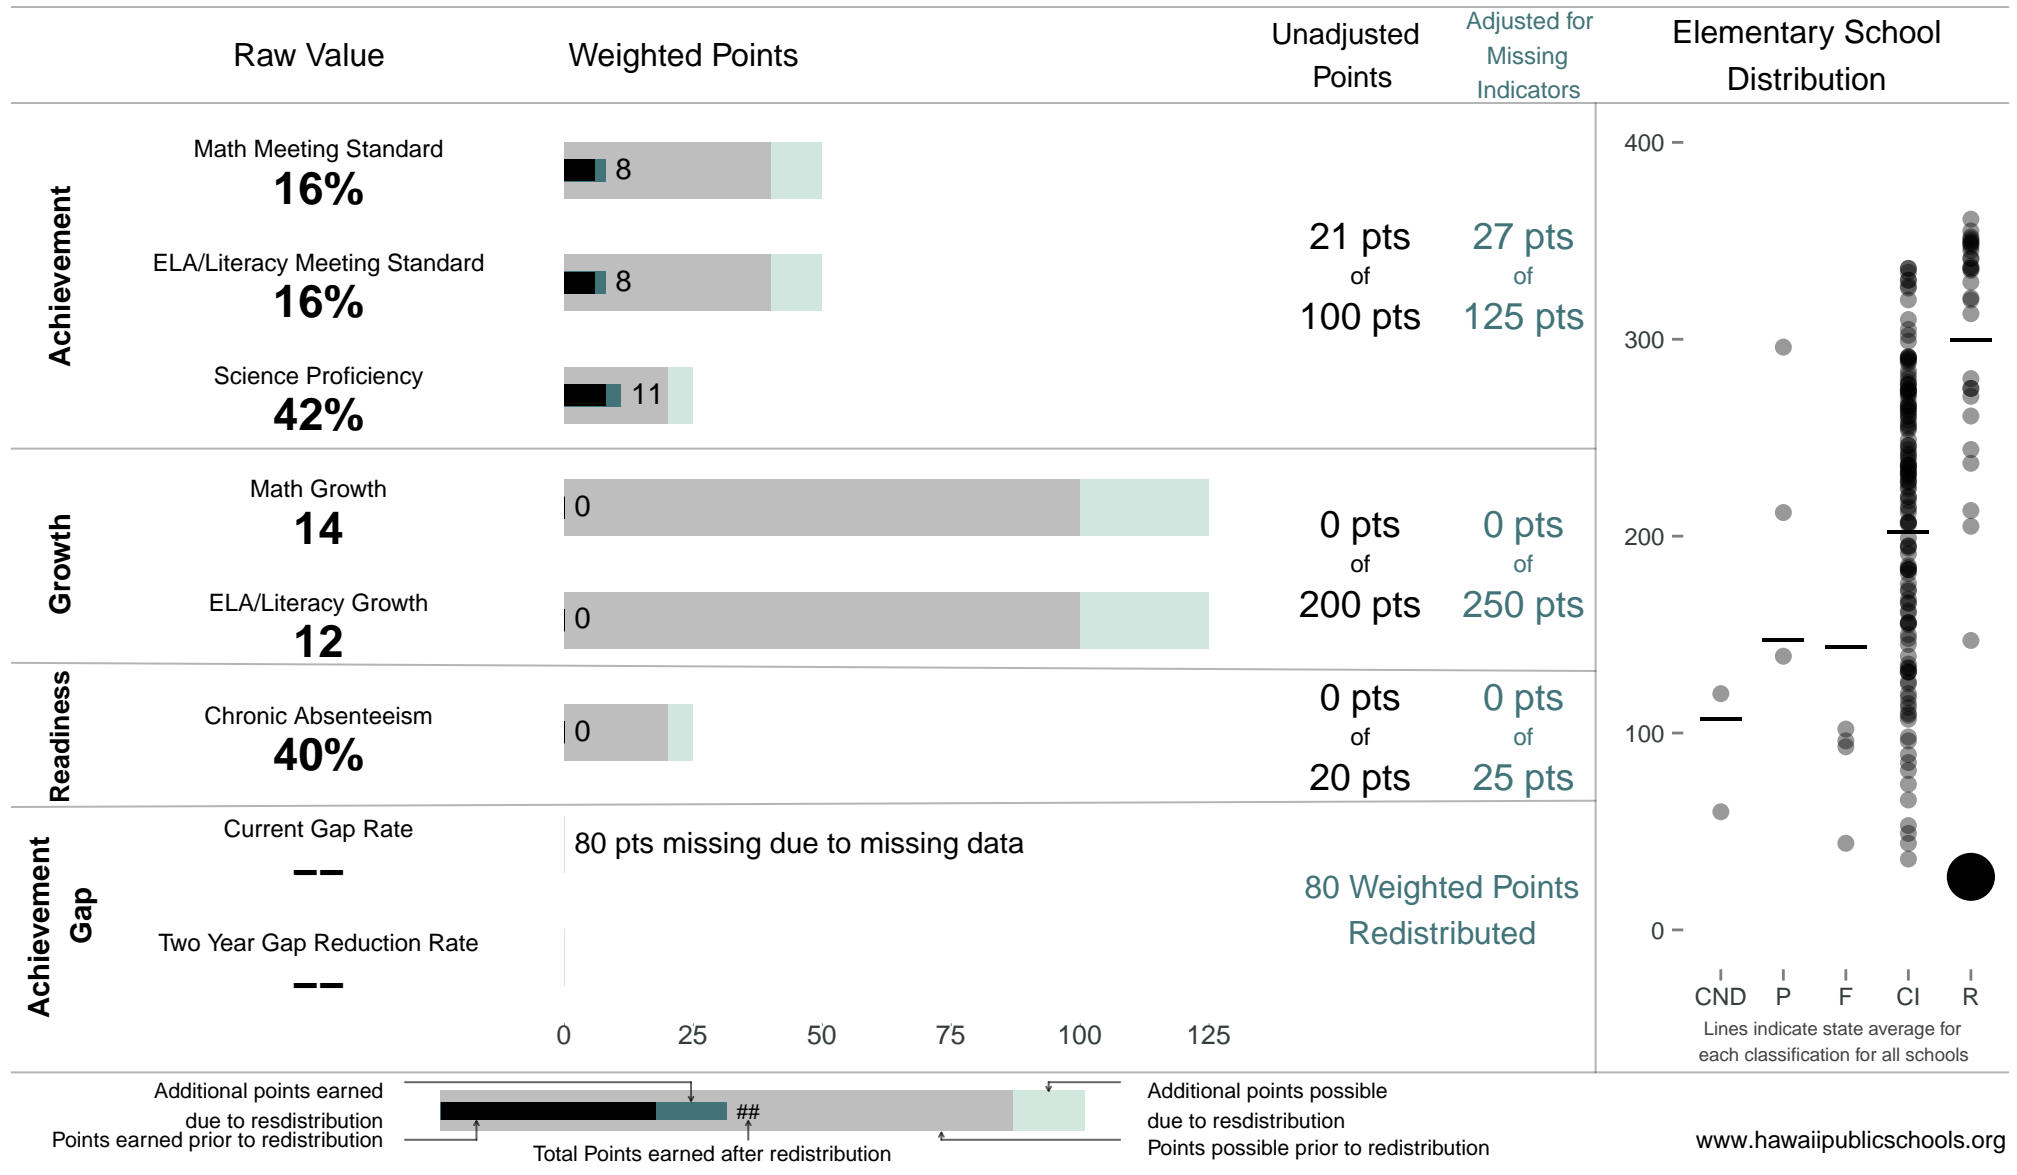 Raw Value
Weighted Points
Unadjusted
Points
Adjusted for
Missing
Indicators
Elementary School
Distribution
Achievement
Math Meeting Standard
16%
8
ELA/Literacy Meeting Standard
16%
8
Science Proficiency
42%
11
21 pts
of
100 pts
27 pts
of
125 pts
Growth
Math Growth
14
0
ELA/Literacy Growth
12
0
0 pts
of
200 pts
0 pts
of
250 pts
Readiness
Chronic Absenteeism
40%
0
0 pts
of
20 pts
0 pts
of
25 pts
Achievement
Gap
Current Gap Rate
--
80 pts missing due to missing data
Two Year Gap Reduction Rate
--
80 Weighted Points
Redistributed
0 25 50 75 100 125
400
300
200
100
0
CND P F CI R
Lines indicate state average for
each classification for all schools
Additional points earned
due to resdistribution
Points earned prior to redistribution
##
Total Points earned after redistribution
Additional points possible
due to resdistribution
Points possible prior to redistribution
www.hawaiipublicschools.org